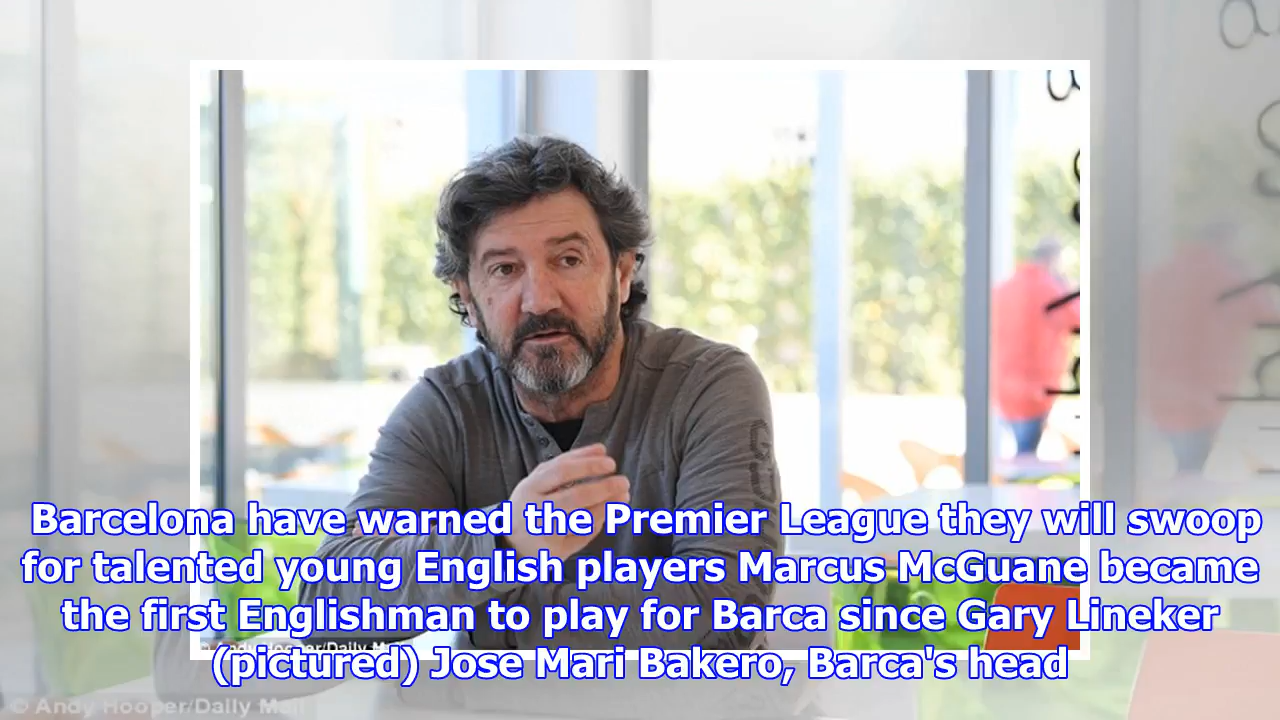 Barcelona have warned the Premier League they will swoop
for talented young English players Marcus McGuane became
the first Englishman to play for Barca since Gary Lineker
(pictured) Jose Mari Bakero, Barca's head
© Andy Hooper/Daily Mail